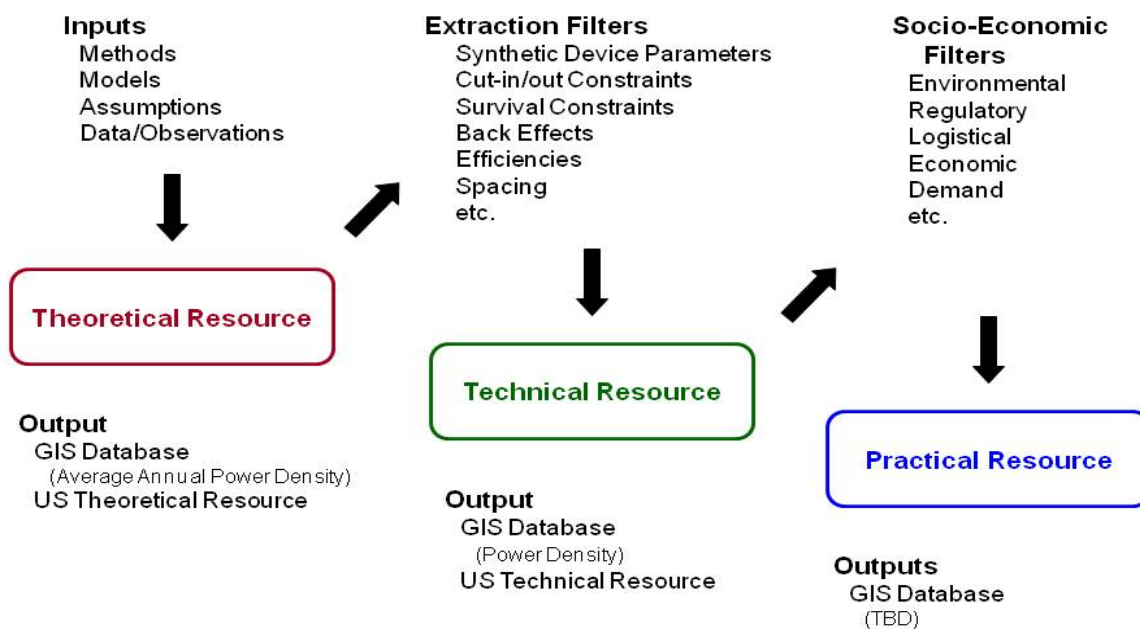 Inputs
Methods
Models
Assumptions
Data/Observations
Theoretical Resource
Output
GIS Database
(Average Annual Power Density)
US Theoretical Resource
Extraction Filters
Synthetic Device Parameters
Cut-in/out Constraints
Survival Constraints
Back Effects
Efficiencies
Spacing
etc.
Technical Resource
Output
GIS Database
(Power Density)
US Technical Resource
Socio-Economic
Filters
Environmental
Regulatory
Logistical
Economic
Demand
etc.
Practical Resource
Outputs
GIS Database
(TBD)